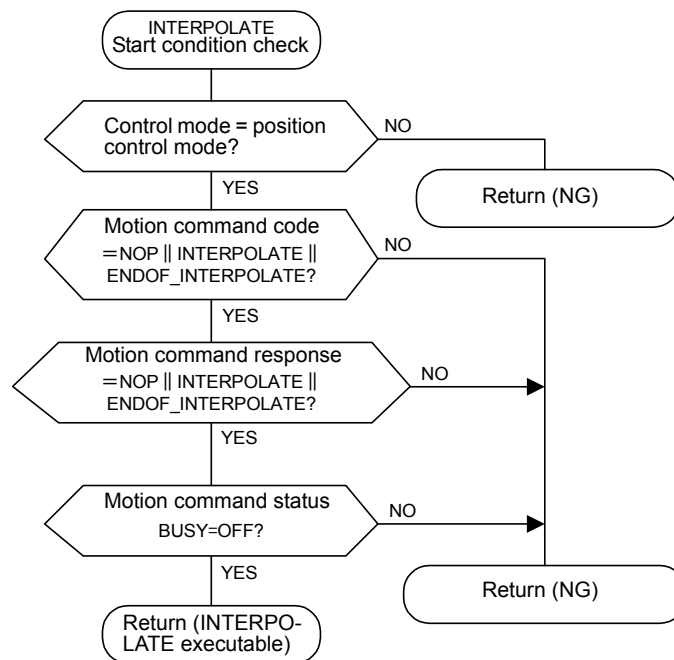 INTERPOLATE
Start condition check
Control mode = position
control mode?
NO
Return (NG)
YES
Motion command code
=NOP || INTERPOLATE ||
ENDOF_INTERPOLATE?
NO
YES
Motion command response
=NOP || INTERPOLATE ||
ENDOF_INTERPOLATE?
NO
YES
Motion command status
BUSY=OFF?
NO
YES
Return (NG)
Return (INTERPO-
LATE executable)